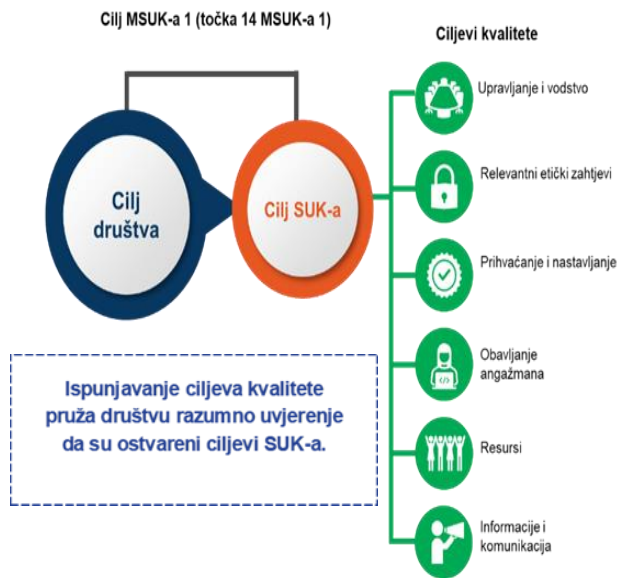 Cilj MSUK-a 1 (točka 14 MSUK-a 1)
Ciljevi kvalitete
Cilj
društva
Cilj SUK-a
Upravljanje i vodstvo
Relevantni etički zahtjevi
Prihvaćanje i nastavljanje
Obavljanje
angažmana
Resursi
Informacije i
komunikacija
Ispunjavanje ciljeva kvalitete
pruža društvu razumno uvjerenje
da su ostvareni ciljevi SUK-a.